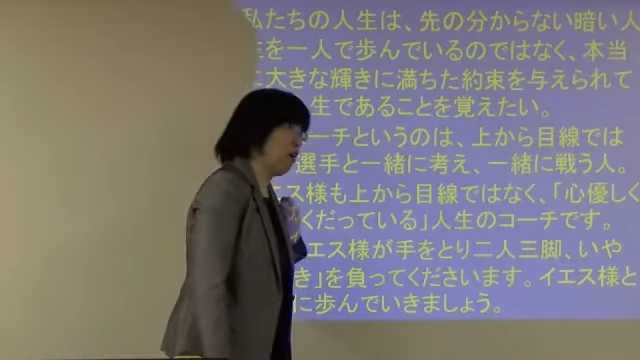 私たちの人生は、先の分からない暗い人
を一人で歩んでいるのではなく、本当
に大きな輝きに満ちた約束を与えられて
生であることを覚えたい。
ーチというのは、上から目線では
選手と一緒に考え、一緒に戦う人。
イエス様も上から目線ではなく、「心優しく
くだっている」人生のコーチです。
イエス様が手をとり二人三脚、いや
き」を負ってくださいます。イエス様と
に歩んでいきましょう。